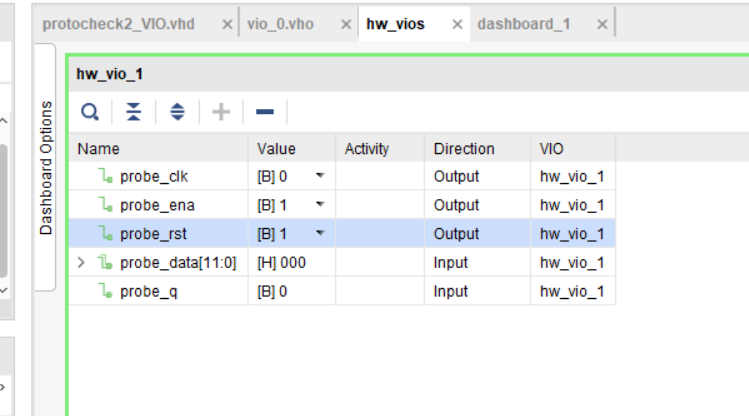 protocheck2_VIO.vhd × vio_0.vho × hw_vios × dashboard_1 ×
Dashboard Options
hw_vio_1
Name Value Activity Direction VIO
probe_clk [B] 0 Output hw_vio_1
probe_ena [B] 1 Output hw_vio_1
probe_rst [B] 1 Output hw_vio_1
> probe_data[11:0] [H] 000 Input hw_vio_1
probe_q [B] 0 Input hw_vio_1